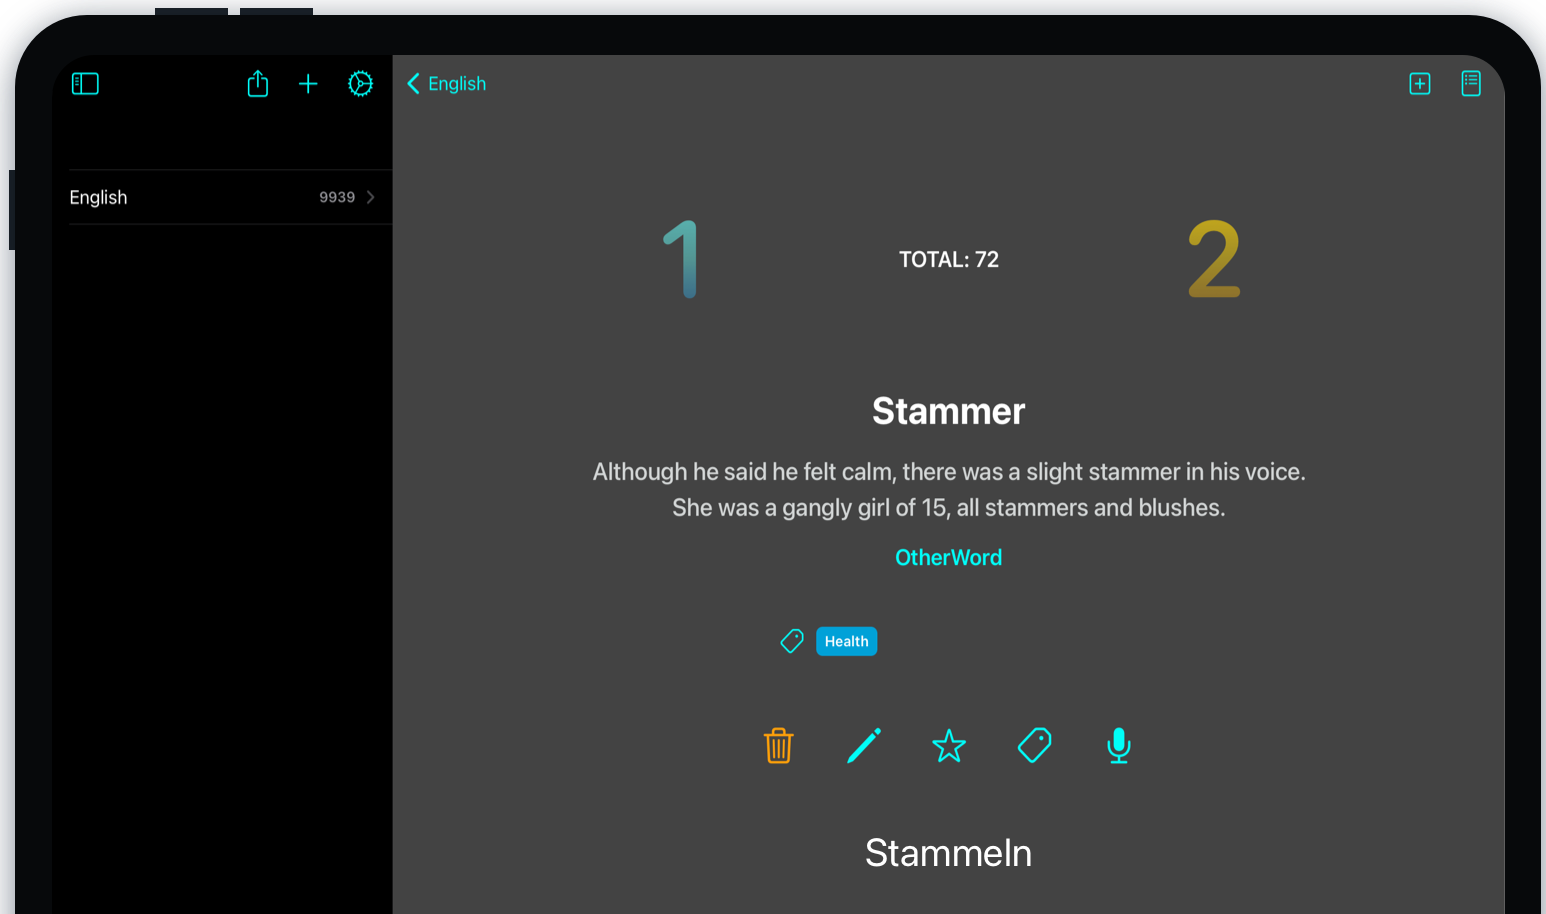 English
English 9939
1
TOTAL: 72
2
Stammer
Although he said he felt calm, there was a slight stammer in his voice.
She was a gangly girl of 15, all stammers and blushes.
OtherWord
Health
Stammeln